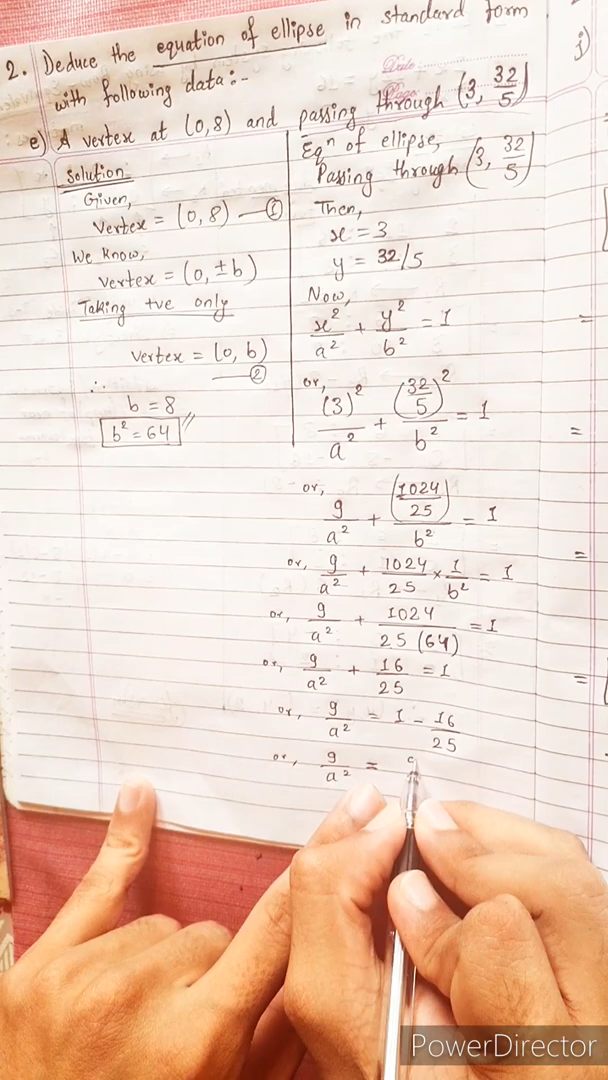 2. Deduce the equation of ellipse in standard form
with following data:-
Date:
Page:
e) A vertex at (0,8) and passing through (3, 32/5)
Solution
Given,
Vertex = (0,8) — ①
We know,
vertex = (0, ±b)
Taking +ve only
vertex = (0, b)
— ②
∴
b = 8
b² = 64
Eqⁿ of ellipse,
Passing through (3, 32/5)
Then,
x = 3
y = 32/5
Now,
x²/a² + y²/b² = 1
or, (3)²/a² + (32/5)²/b² = 1
or, 9/a² + (1024/25)/b² = 1
or, 9/a² + 1024/25 × 1/b² = 1
or, 9/a² + 1024/25(64) = 1
or, 9/a² + 16/25 = 1
or, 9/a² = 1 - 16/25
or, 9/a² =
j)
=
=
=
=
PowerDirector